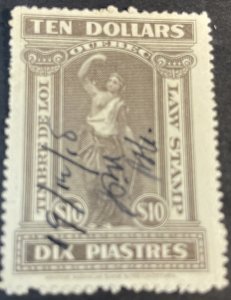 TEN DOLLARS
QUEBEC
TIMBRE DE LOI
LAW STAMP
$10 $10
DIX PIASTRES